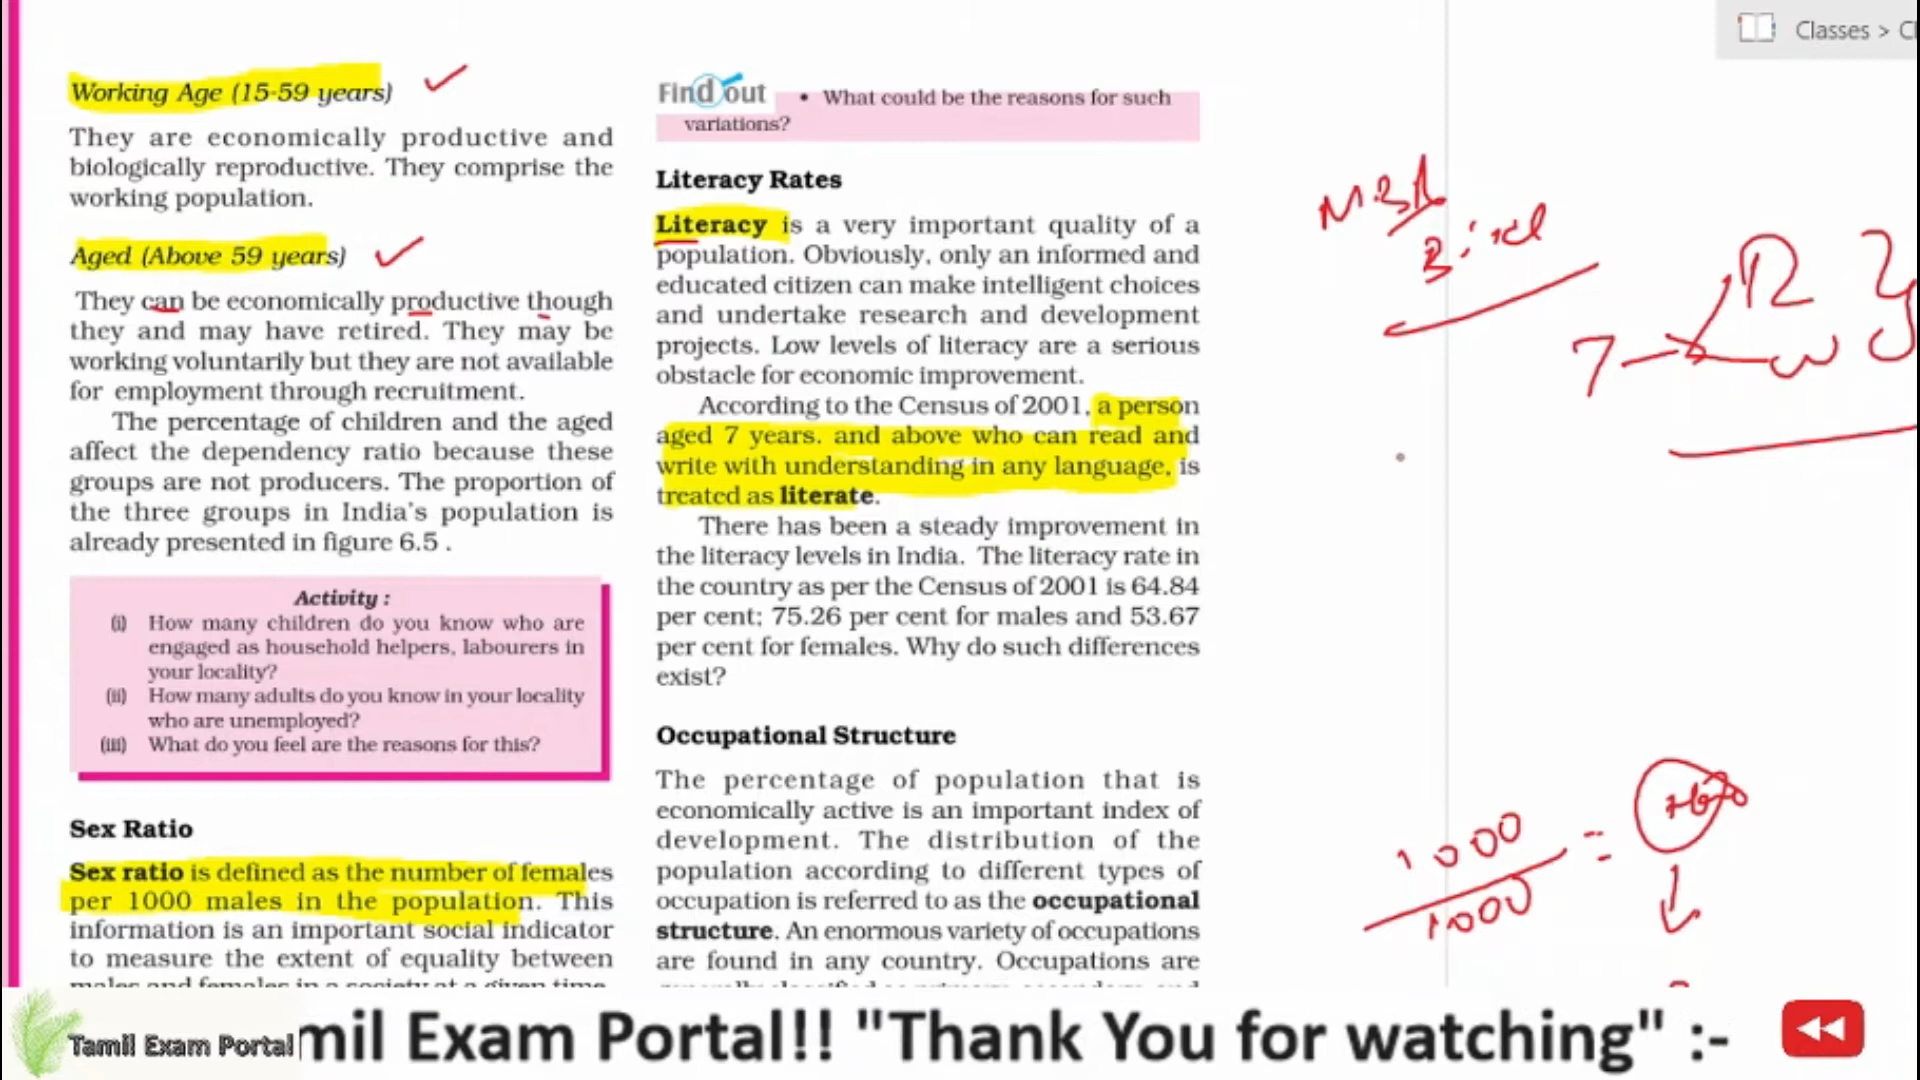 Classes > Cl
Working Age (15-59 years)
They are economically productive and
biologically reproductive. They comprise the
working population.
Aged (Above 59 years)
They can be economically productive though
they and may have retired. They may be
working voluntarily but they are not available
for employment through recruitment.
The percentage of children and the aged
affect the dependency ratio because these
groups are not producers. The proportion of
the three groups in India's population is
already presented in figure 6.5 .
Activity :
(i) How many children do you know who are
engaged as household helpers, labourers in
your locality?
(ii) How many adults do you know in your locality
who are unemployed?
(iii) What do you feel are the reasons for this?
Sex Ratio
Sex ratio is defined as the number of females
per 1000 males in the population. This
information is an important social indicator
to measure the extent of equality between
males and females in a society at a given time.
Find out • What could be the reasons for such
variations?
Literacy Rates
Literacy is a very important quality of a
population. Obviously, only an informed and
educated citizen can make intelligent choices
and undertake research and development
projects. Low levels of literacy are a serious
obstacle for economic improvement.
According to the Census of 2001, a person
aged 7 years. and above who can read and
write with understanding in any language, is
treated as literate.
There has been a steady improvement in
the literacy levels in India. The literacy rate in
the country as per the Census of 2001 is 64.84
per cent; 75.26 per cent for males and 53.67
per cent for females. Why do such differences
exist?
Occupational Structure
The percentage of population that is
economically active is an important index of
development. The distribution of the
population according to different types of
occupation is referred to as the occupational
structure. An enormous variety of occupations
are found in any country. Occupations are
7 R
W
1000 =
1000
Tamil Exam Portal
mil Exam Portal!! "Thank You for watching" :-